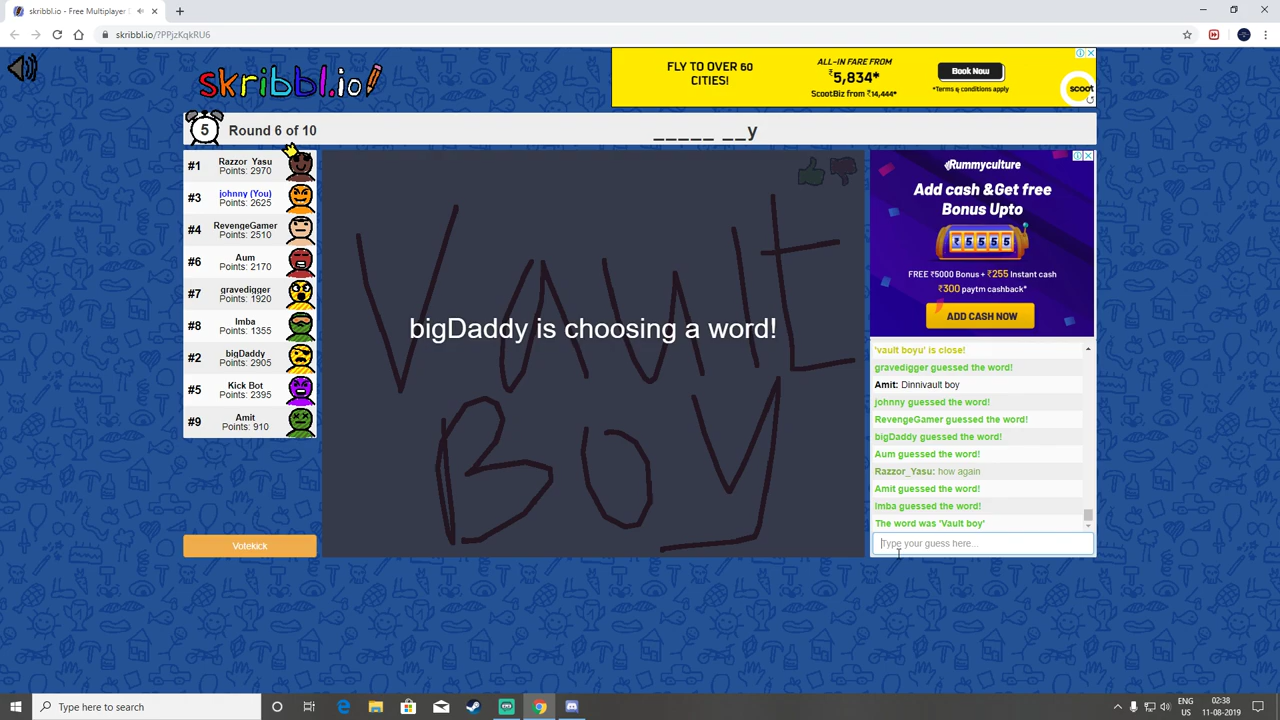 skribbl.io - Free Multiplayer
skribbl.io/?PPjzKqkRU6
skribbl.io
FLY TO OVER 60
CITIES!
ALL-IN FARE FROM
₹5,834*
ScootBiz from ₹14,444*
Book Now
*Terms & conditions apply
scoot
5
Round 6 of 10
_____ __y
#1
Razzor_Yasu
Points: 2970
#3
johnny (You)
Points: 2625
#4
RevengeGamer
Points: 2510
#6
Aum
Points: 2170
#7
gravedigger
Points: 1920
#8
Imba
Points: 1355
#2
bigDaddy
Points: 2905
#5
Kick Bot
Points: 2395
#9
Amit
Points: 910
Votekick
VAULT
BOY
bigDaddy is choosing a word!
Rummyculture
Add cash &Get free
Bonus Upto
₹ 5 5 5 5
FREE ₹5000 Bonus + ₹255 Instant cash
₹300 paytm cashback*
ADD CASH NOW
'vault boyu' is close!
gravedigger guessed the word!
Amit: Dinnivault boy
johnny guessed the word!
RevengeGamer guessed the word!
bigDaddy guessed the word!
Aum guessed the word!
Razzor_Yasu: how again
Amit guessed the word!
Imba guessed the word!
The word was 'Vault boy'
Type your guess here...
Type here to search
ENG
US
02:38
11-08-2019